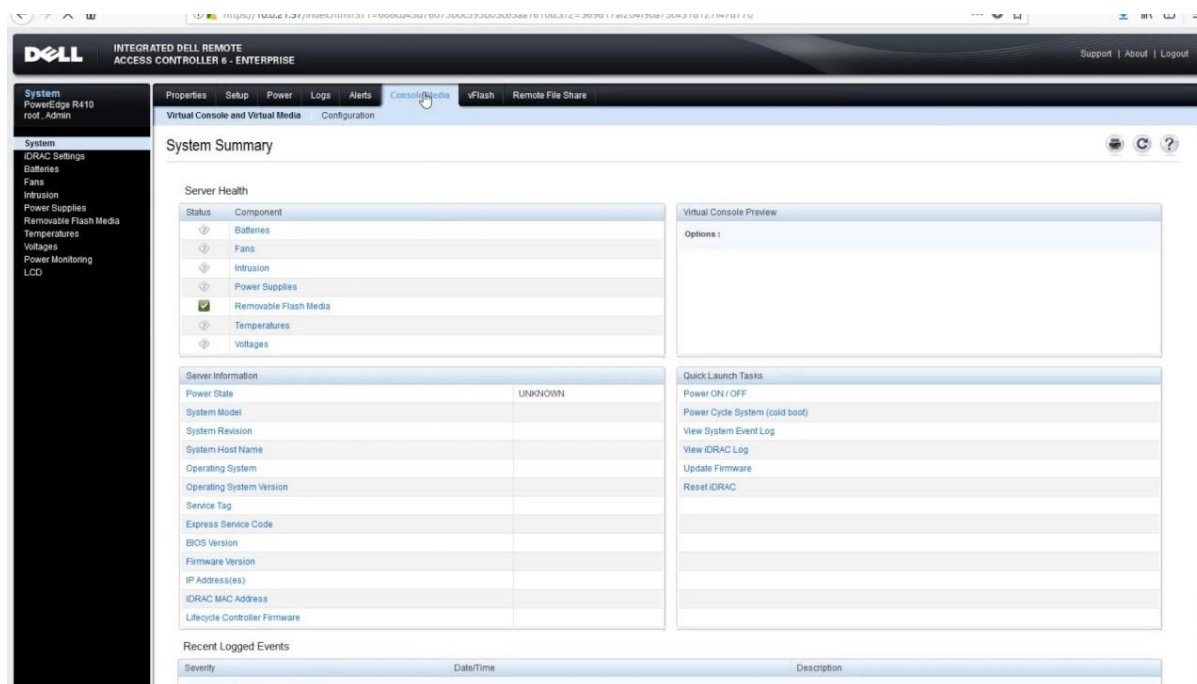 DELL
INTEGRATED DELL REMOTE
ACCESS CONTROLLER 6 - ENTERPRISE
Support | About | Logout
System
PowerEdge R410
root , Admin
Properties Setup Power Logs Alerts Console/Media vFlash Remote File Share
Virtual Console and Virtual Media Configuration
System
iDRAC Settings
Batteries
Fans
Intrusion
Power Supplies
Removable Flash Media
Temperatures
Voltages
Power Monitoring
LCD
System Summary
Server Health
Status Component
Batteries
Fans
Intrusion
Power Supplies
Removable Flash Media
Temperatures
Voltages
Virtual Console Preview
Options :
Server Information
Power State UNKNOWN
System Model
System Revision
System Host Name
Operating System
Operating System Version
Service Tag
Express Service Code
BIOS Version
Firmware Version
IP Address(es)
iDRAC MAC Address
Lifecycle Controller Firmware
Quick Launch Tasks
Power ON / OFF
Power Cycle System (cold boot)
View System Event Log
View iDRAC Log
Update Firmware
Reset iDRAC
Recent Logged Events
Severity Date/Time Description